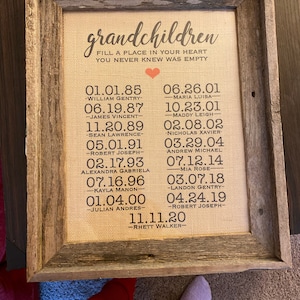 grandchildren
FILL A PLACE IN YOUR HEART
YOU NEVER KNEW WAS EMPTY
01.01.85
WILLIAM GENTRY
06.19.87
JAMES VINCENT
11.20.89
SEAN LAWRENCE
05.01.91
ROBERT JOSEPH
02.17.93
ALEXANDRA GABRIELA
07.16.96
KAYLA MANON
01.04.00
JULIAN ANDRES
06.26.01
MARIA LUISA
10.23.01
MADDY LEIGH
02.08.02
NICHOLAS XAVIER
03.29.04
ANDREW MICHAEL
07.12.14
MIA ROSE
03.07.18
LANDON GENTRY
04.24.19
ROBERT JOSEPH
11.11.20
RHETT WALKER